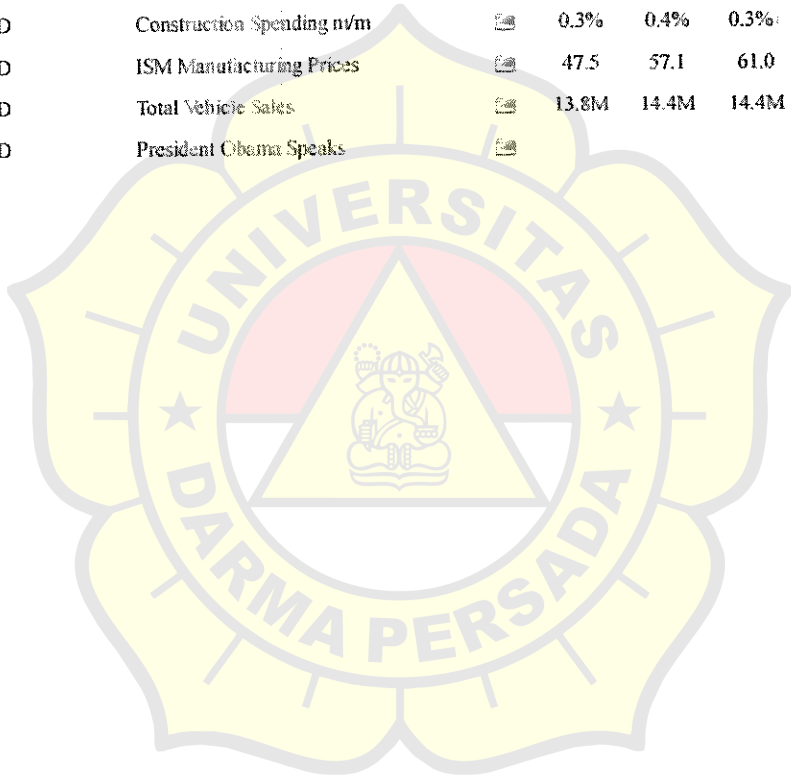 D Construction Spending m/m 0.3% 0.4% 0.3%
D ISM Manufacturing Prices 47.5 57.1 61.0
D Total Vehicle Sales 13.8M 14.4M 14.4M
D President Obama Speaks
UNIVERSITAS
DARMA PERSADA